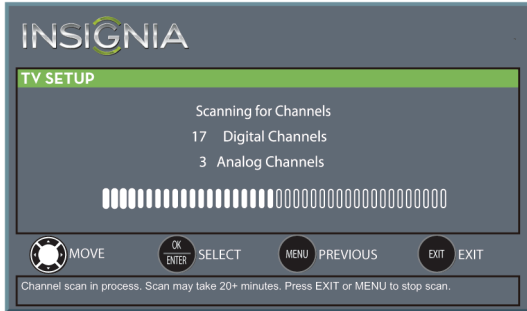 INSIGNIA
TV SETUP
Scanning for Channels
17 Digital Channels
3 Analog Channels
MOVE OK ENTER SELECT MENU PREVIOUS EXIT EXIT
Channel scan in process. Scan may take 20+ minutes. Press EXIT or MENU to stop scan.